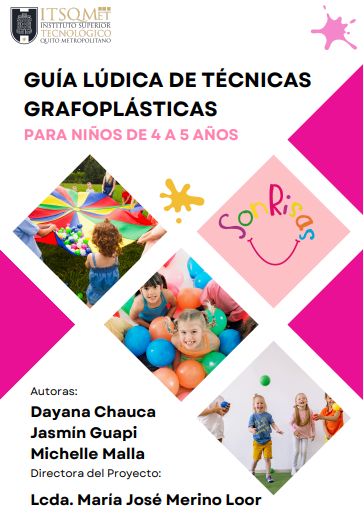 ITSQMET
INSTITUTO SUPERIOR
TECNOLÓGICO
QUITO METROPOLITANO
GUÍA LÚDICA DE TÉCNICAS
GRAFOPLÁSTICAS
PARA NIÑOS DE 4 A 5 AÑOS
SonRisas
Autoras:
Dayana Chauca
Jasmín Guapi
Michelle Malla
Directora del Proyecto:
Lcda. María José Merino Loor